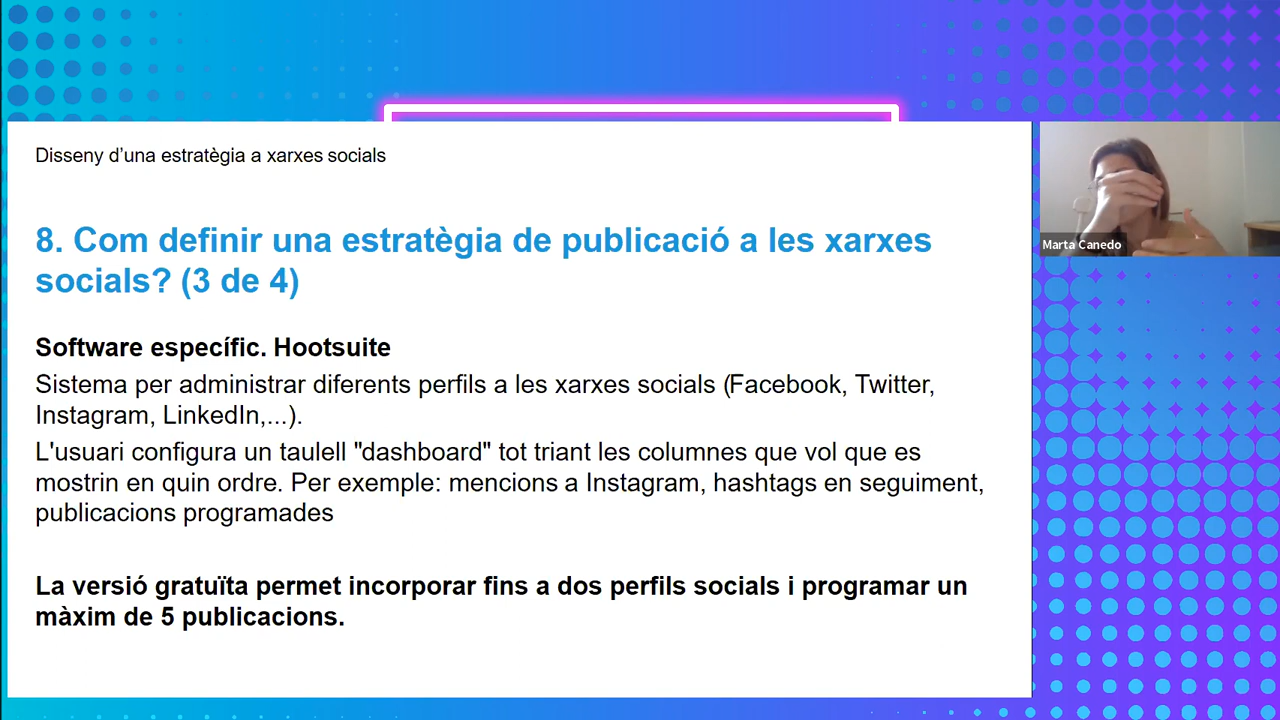 Disseny d’una estratègia a xarxes socials
8. Com definir una estratègia de publicació a les xarxes
socials? (3 de 4)
Software específic. Hootsuite
Sistema per administrar diferents perfils a les xarxes socials (Facebook, Twitter,
Instagram, LinkedIn,...).
L'usuari configura un taulell "dashboard" tot triant les columnes que vol que es
mostrin en quin ordre. Per exemple: mencions a Instagram, hashtags en seguiment,
publicacions programades
La versió gratuïta permet incorporar fins a dos perfils socials i programar un
màxim de 5 publicacions.
Marta Canedo